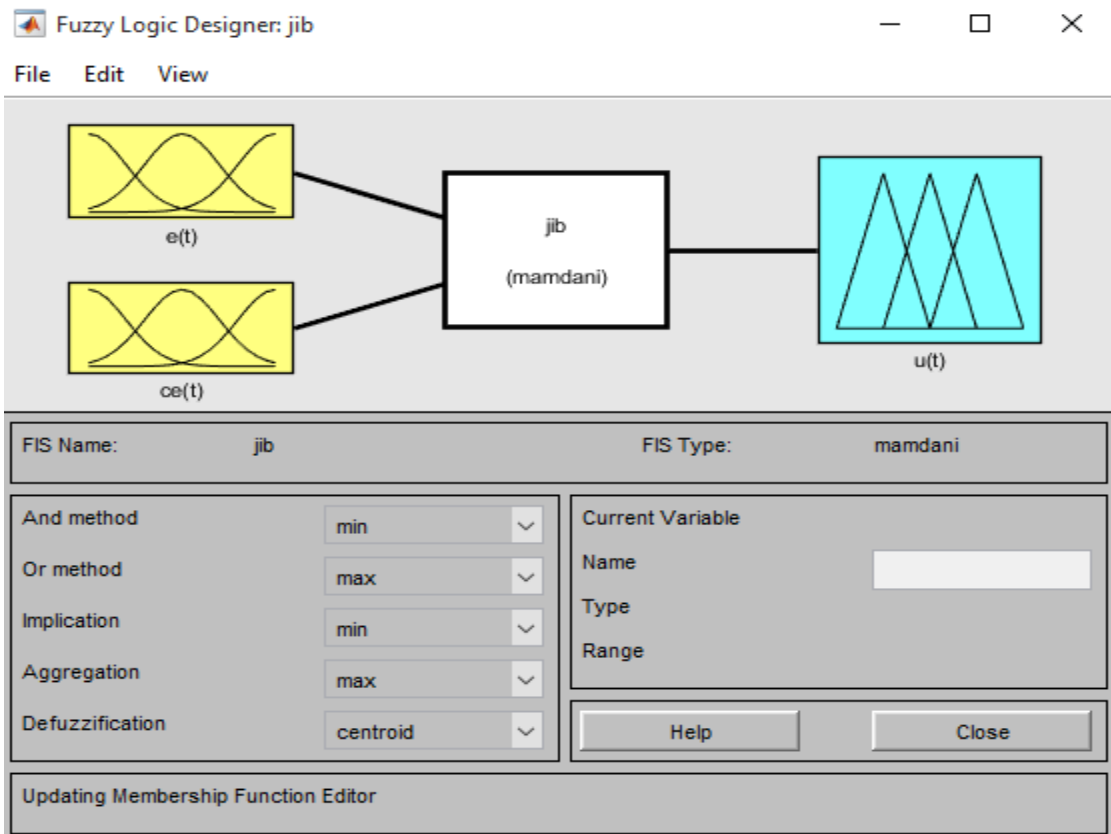 Fuzzy Logic Designer: jib
File Edit View
e(t)
ce(t)
jib
(mamdani)
u(t)
FIS Name: jib FIS Type: mamdani
And method min
Or method max
Implication min
Aggregation max
Defuzzification centroid
Current Variable
Name
Type
Range
Help Close
Updating Membership Function Editor